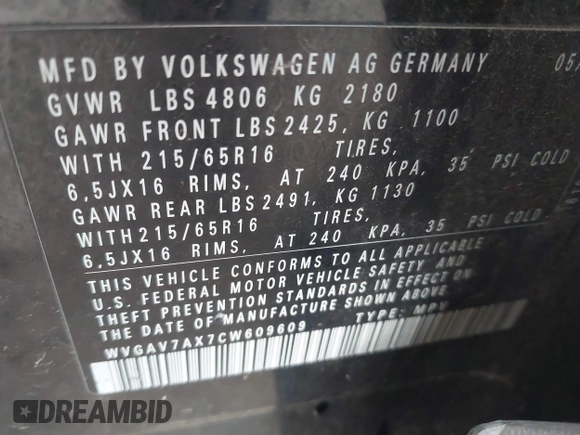 MFD BY VOLKSWAGEN AG GERMANY 05/
GVWR LBS 4806 KG 2180
GAWR FRONT LBS 2425, KG 1100
WITH 215/65R16 TIRES,
6,5JX16 RIMS, AT 240 KPA, 35 PSI COLD
GAWR REAR LBS 2491, KG 1130
WITH 215/65R16 TIRES,
6,5JX16 RIMS, AT 240 KPA, 35 PSI COLD
THIS VEHICLE CONFORMS TO ALL APPLICABLE
U.S. FEDERAL MOTOR VEHICLE SAFETY, AND
THEFT PREVENTION STANDARDS IN EFFECT ON
DATE OF MANUFACTURE SHOWN ABOVE
WVGAV7AX7CW609609 TYPE: MPV
DREAMBID